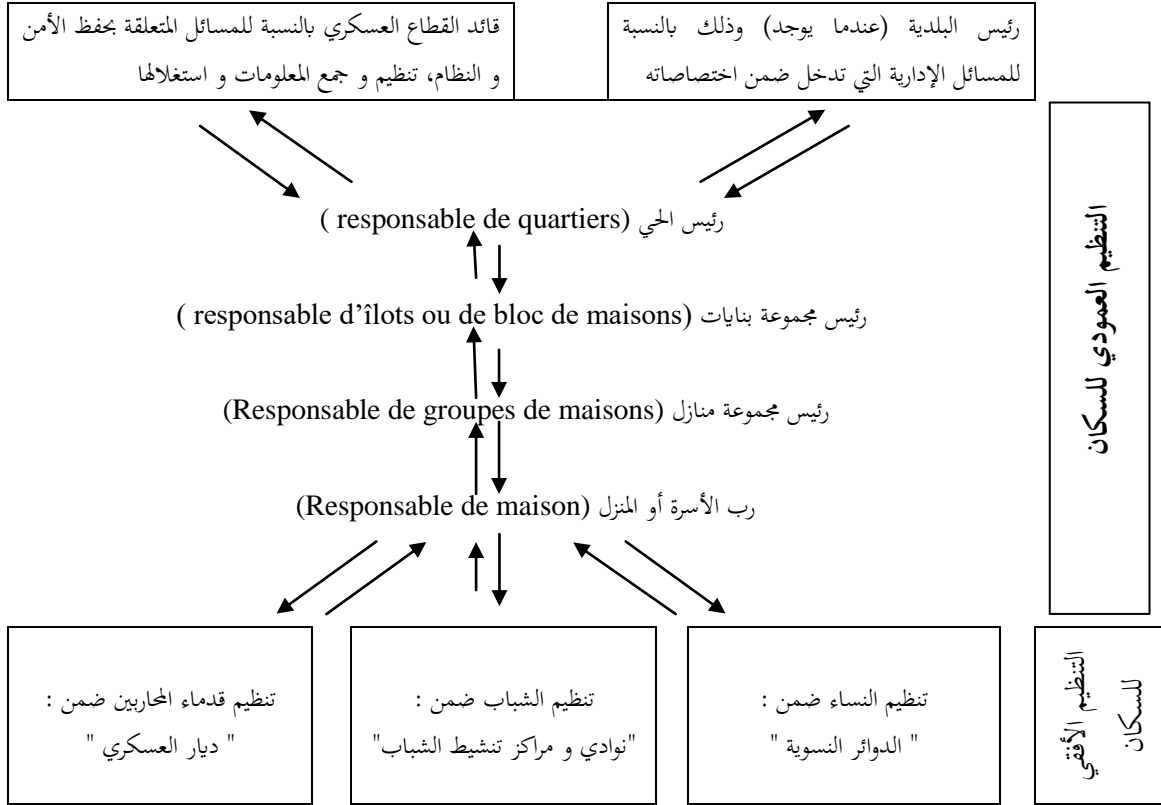 رئيس البلدية (عندما يوجد) وذلك بالنسبة
للمسائل الإدارية التي تدخل ضمن اختصاصاته
قائد القطاع العسكري بالنسبة للمسائل المتعلقة بحفظ الأمن
و النظام، تنظيم و جمع المعلومات و استغلالها
التنظيم العمودي للسكان
رئيس الحي (responsable de quartiers )
رئيس مجموعة بنايات (responsable d’îlots ou de bloc de maisons )
رئيس مجموعة منازل (Responsable de groupes de maisons)
رب الأسرة أو المنزل (Responsable de maison)
التنظيم الأفقي
للسكان
تنظيم النساء ضمن :
" الدوائر النسوية "
تنظيم الشباب ضمن :
"نوادي و مراكز تنشيط الشباب"
تنظيم قدماء المحاربين ضمن :
" ديار العسكري "